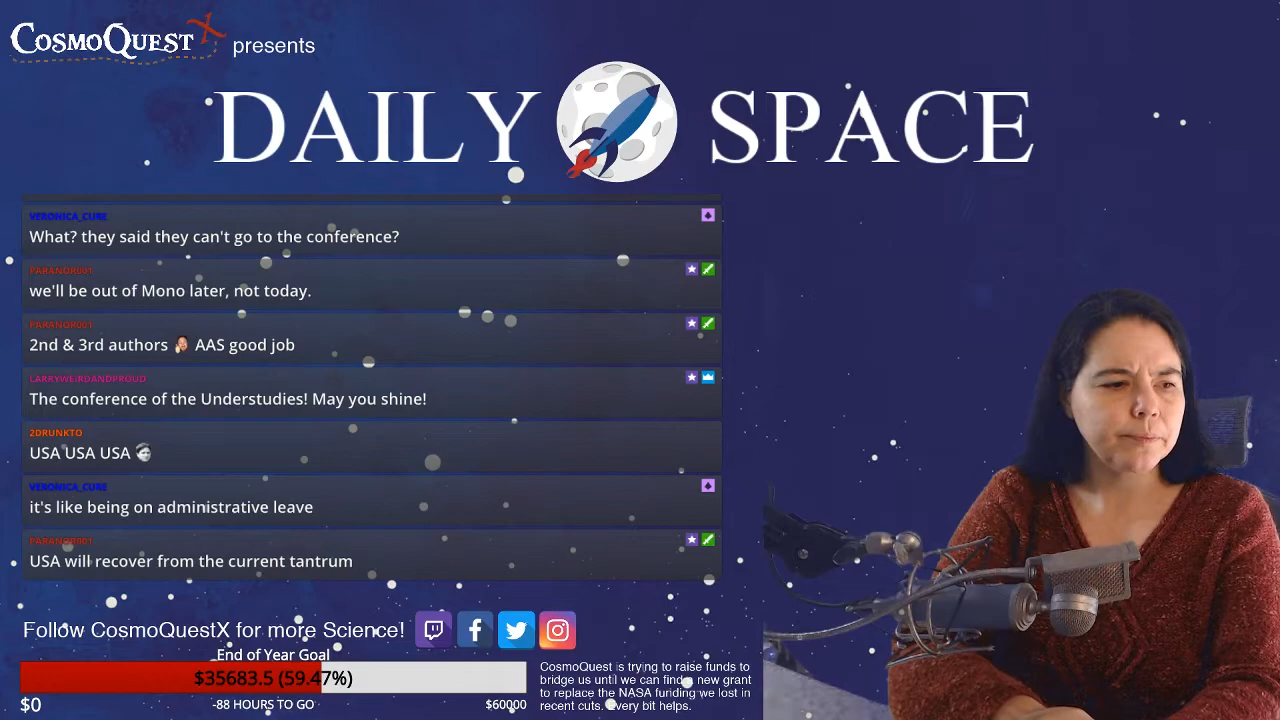 CosmoQuest X presents
DAILY SPACE
VERONICA_CURE
What? they said they can't go to the conference?
PARANOR001
we'll be out of Mono later, not today.
PARANOR001
2nd & 3rd authors AAS good job
LARRYWEIRDANDPROUD
The conference of the Understudies! May you shine!
2DRUNKTO
USA USA USA
VERONICA_CURE
it's like being on administrative leave
PARANOR001
USA will recover from the current tantrum
Follow CosmoQuestX for more Science!
End of Year Goal
$35683.5 (59.47%)
$0 -88 HOURS TO GO $60000
CosmoQuest is trying to raise funds to
bridge us until we can find a new grant
to replace the NASA funding we lost in
recent cuts. Every bit helps.